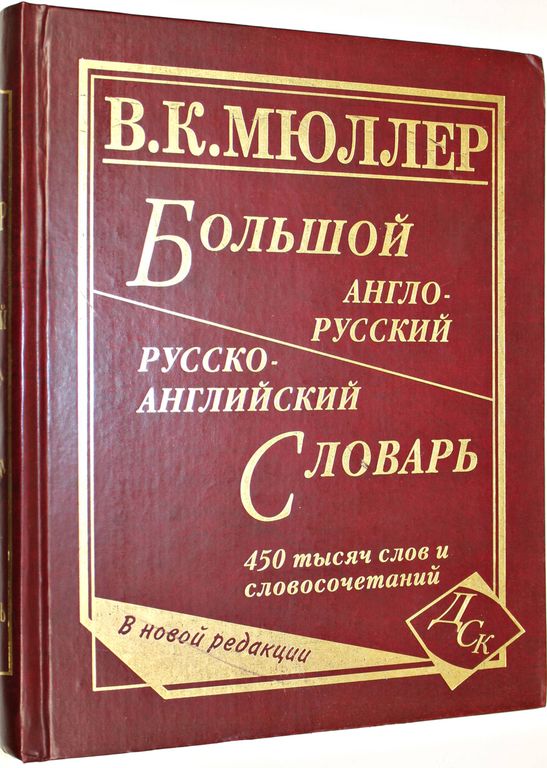 В.К.МЮЛЛЕР
БОЛЬШОЙ
АНГЛО-
РУССКИЙ
РУССКО-
АНГЛИЙСКИЙ
СЛОВАРЬ
450 тысяч слов и
словосочетаний
В новой редакции
ДСК